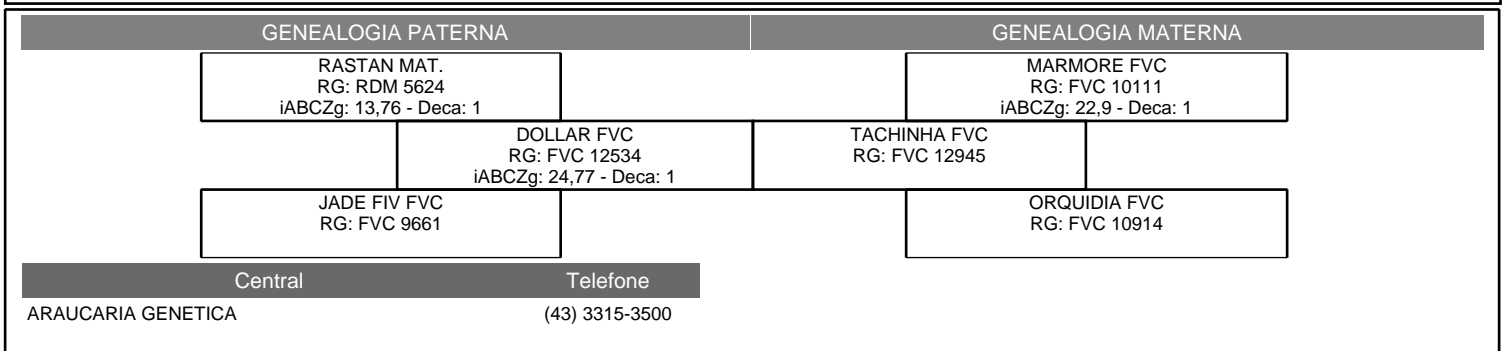 GENEALOGIA PATERNA
GENEALOGIA MATERNA
RASTAN MAT.
RG: RDM 5624
iABCZg: 13,76 - Deca: 1
MARMORE FVC
RG: FVC 10111
iABCZg: 22,9 - Deca: 1
DOLLAR FVC
RG: FVC 12534
iABCZg: 24,77 - Deca: 1
TACHINHA FVC
RG: FVC 12945
JADE FIV FVC
RG: FVC 9661
ORQUIDIA FVC
RG: FVC 10914
Central Telefone
ARAUCARIA GENETICA (43) 3315-3500